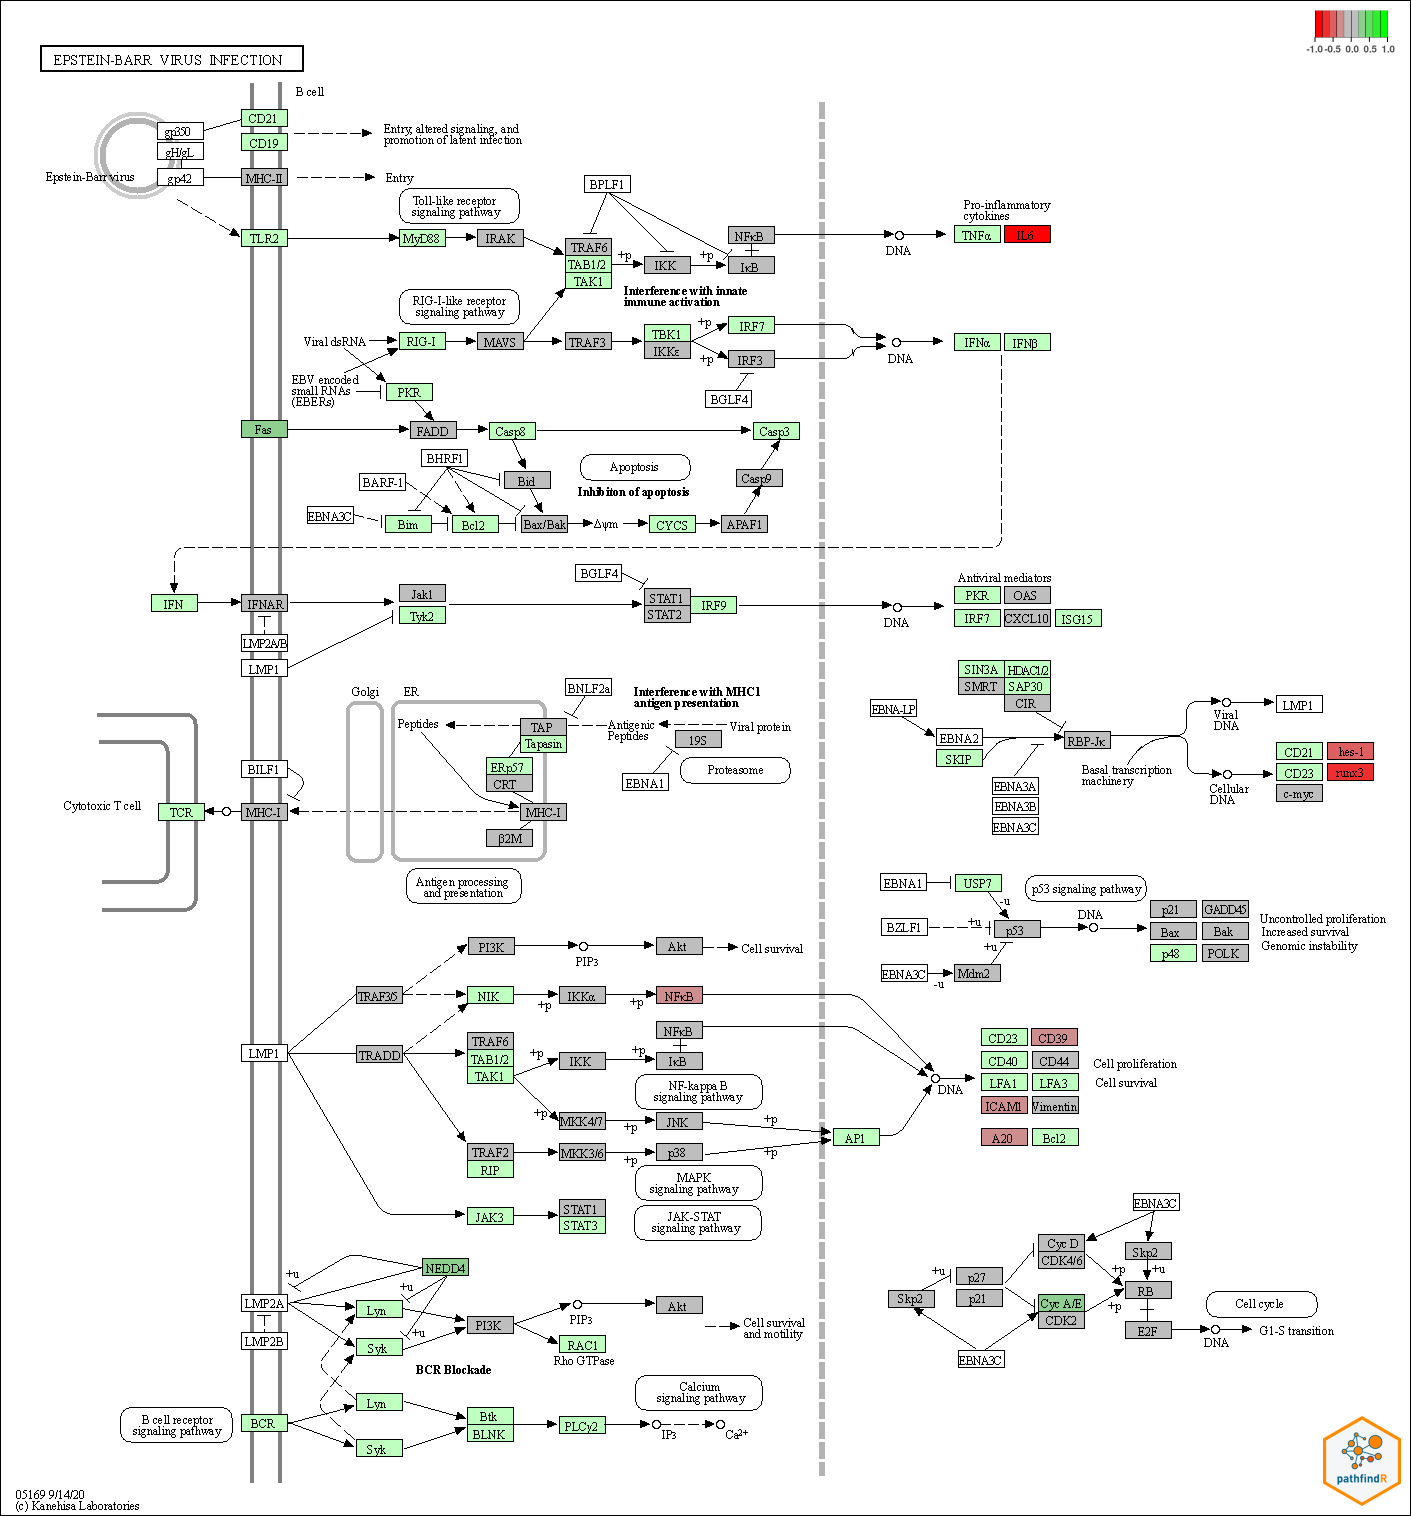 -1.0 -0.5 0.0 0.5 1.0
EPSTEIN-BARR VIRUS INFECTION
B cell
gp350
CD21
gH/gL
CD19
Entry, altered signaling, and
promotion of latent infection
Epstein-Barr virus
gp42
MHC-II
Entry
BPLF1
Toll-like receptor
signaling pathway
Pro-inflammatory
cytokines
TLR2
MyD88
IRAK
TRAF6
TAB1/2
TAK1
+p
IKK
+p
NFκB
IκB
DNA
TNFα
IL6
Interference with innate
immune activation
RIG-I-like receptor
signaling pathway
Viral dsRNA
RIG-I
MAVS
TRAF3
TBK1
IKKε
+p
+p
IRF7
IRF3
DNA
IFNα
IFNβ
EBV encoded
small RNAs
(EBERs)
PKR
BGLF4
Fas
FADD
Casp8
Casp3
BHRF1
BARF-1
Bid
Apoptosis
Casp9
Inhibiton of apoptosis
EBNA3C
Bim
Bcl2
Bax/Bak
Δψm
CYCS
APAF1
BGLF4
Antiviral mediators
IFN
IFNAR
Jak1
Tyk2
STAT1
STAT2
IRF9
DNA
PKR
OAS
IRF7
CXCL10
ISG15
LMP2A/B
LMP1
Golgi
ER
BNLF2a
Interference with MHC1
antigen presentation
Peptides
TAP
Tapasin
Antigenic
Peptides
Viral protein
19S
ERp57
CRT
EBNA1
Proteasome
BILF1
Cytotoxic T cell
TCR
MHC-I
MHC-I
β2M
Antigen processing
and presentation
SIN3A
HDAC1/2
SMRT
SAP30
CIR
EBNA-LP
EBNA2
SKIP
RBP-Jκ
EBNA3A
EBNA3B
EBNA3C
Basal transcription
machinery
Viral
DNA
LMP1
Cellular
DNA
CD21
hes-1
CD23
runx3
c-myc
EBNA1
USP7
p53 signaling pathway
-u
BZLF1
+u
p53
DNA
+u
EBNA3C
-u
Mdm2
p21
GADD45
Bax
Bak
p48
POLK
Uncontrolled proliferation
Increased survival
Genomic instability
PI3K
PIP3
Akt
Cell survival
TRAF3/5
NIK
+p
IKKα
+p
NFκB
LMP1
TRADD
TRAF6
TAB1/2
TAK1
+p
IKK
+p
NFκB
IκB
NF-kappa B
signaling pathway
+p
MKK4/7
+p
JNK
+p
TRAF2
RIP
MKK3/6
+p
p38
+p
AP1
MAPK
signaling pathway
JAK3
STAT1
STAT3
JAK-STAT
signaling pathway
DNA
CD23
CD39
CD40
CD44
LFA1
LFA3
ICAM1
Vimentin
A20
Bcl2
Cell proliferation
Cell survival
NEDD4
+u
+u
+u
LMP2A
LMP2B
Lyn
Syk
PI3K
PIP3
Akt
RAC1
Rho GTPase
Cell survival
and motility
BCR Blockade
B cell receptor
signaling pathway
BCR
Lyn
Syk
Btk
BLNK
PLCγ2
IP3
Ca2+
Calcium
signaling pathway
EBNA3C
Cyc D
CDK4/6
Skp2
+p
+u
+u
Skp2
p27
p21
RB
+p
Cyc A/E
CDK2
E2F
EBNA3C
DNA
Cell cycle
G1-S transition
05169 9/14/20
(c) Kanehisa Laboratories
pathfindR